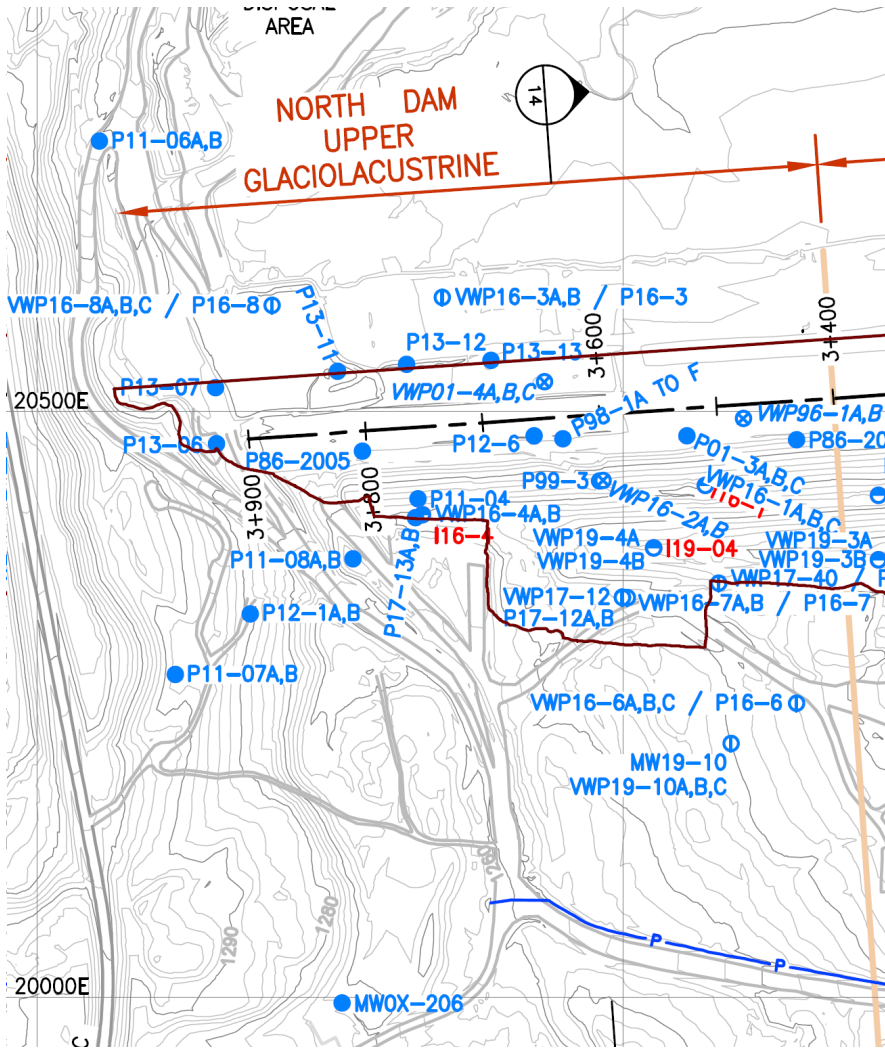 AREA
NORTH DAM
UPPER
GLACIOLACUSTRINE
14
P11-06A,B
VWP16-8A,B,C / P16-8
VWP16-3A,B / P16-3
P13-11
P13-12
P13-13
3+600
3+400
P13-07
VWP01-4A,B,C
P98-1A TO F
VWP96-1A,B
20500E
P13-06
P86-2005
P12-6
P01-3A,B,C
P86-20
3+900
3+800
P99-3
VWP16-2A,B
VWP16-1A,B,C
P11-04
VWP16-4A,B
I16-4
P17-13A,B
VWP19-4A
VWP19-4B
I19-04
VWP19-3A
VWP19-3B
P11-08A,B
VWP17-40 / P
VWP17-12
P17-12A,B
VWP16-7A,B / P16-7
P12-1A,B
P11-07A,B
VWP16-6A,B,C / P16-6
MW19-10
VWP19-10A,B,C
1260
1280
1290
P
P
20000E
MWOX-206
C